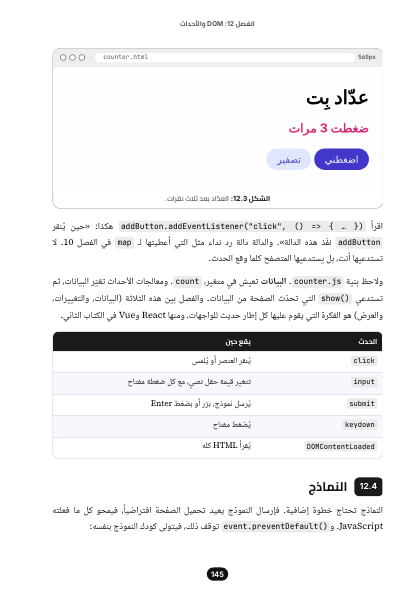 الفصل 12: DOM والأحداث
counter.html
560px
عدّاد بِت
ضغطت 3 مرات
اضغطني
تصفير
الشكل 12.3: العدّاد بعد ثلاث نقرات.
اقرأ addButton.addEventListener("click", () => { … }) هكذا: «حين يُنقر
addButton نفّذ هذه الدالة». والدالة دالة رد نداء مثل التي أعطيتها لـ map في الفصل 10. لا
تستدعيها أنت، بل يستدعيها المتصفح كلما وقع الحدث.
ولاحظ بنية counter.js. البيانات تعيش في متغير، count. ومعالجات الأحداث تغيّر البيانات، ثم
تستدعي show() التي تحدّث الصفحة من البيانات. والفصل بين هذه الثلاثة (البيانات، والتغييرات،
والعرض) هو الفكرة التي يقوم عليها كل إطار حديث للواجهات، ومنها React وVue في الكتاب الثاني.
الحدث يقع حين
click يُنقر العنصر أو يُلمس
input تتغير قيمة حقل نصي، مع كل ضغطة مفتاح
submit يُرسل نموذج، بزر أو بضغط Enter
keydown يُضغط مفتاح
DOMContentLoaded يُقرأ HTML كله
12.4 النماذج
النماذج تحتاج خطوة إضافية. فإرسال النموذج يعيد تحميل الصفحة افتراضياً، فيمحو كل ما فعلته
JavaScript. و event.preventDefault() توقف ذلك، فيتولى كودك النموذج بنفسه:
145